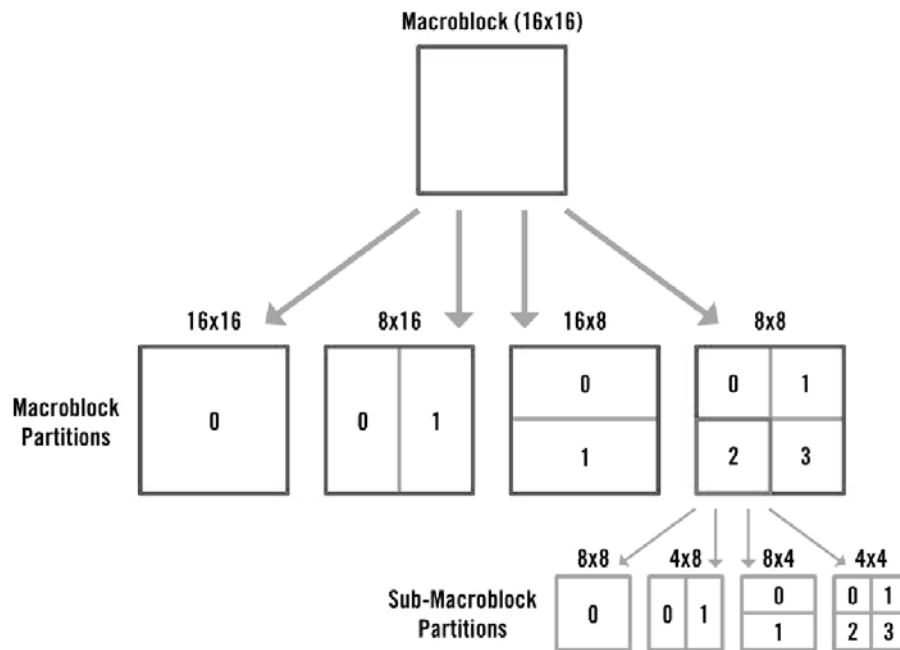 Macroblock (16x16)
16x16
8x16
16x8
8x8
Macroblock
Partitions
0
0 1
0
1
0 1
2 3
8x8
4x8
8x4
4x4
Sub-Macroblock
Partitions
0
0 1
0
1
0 1
2 3